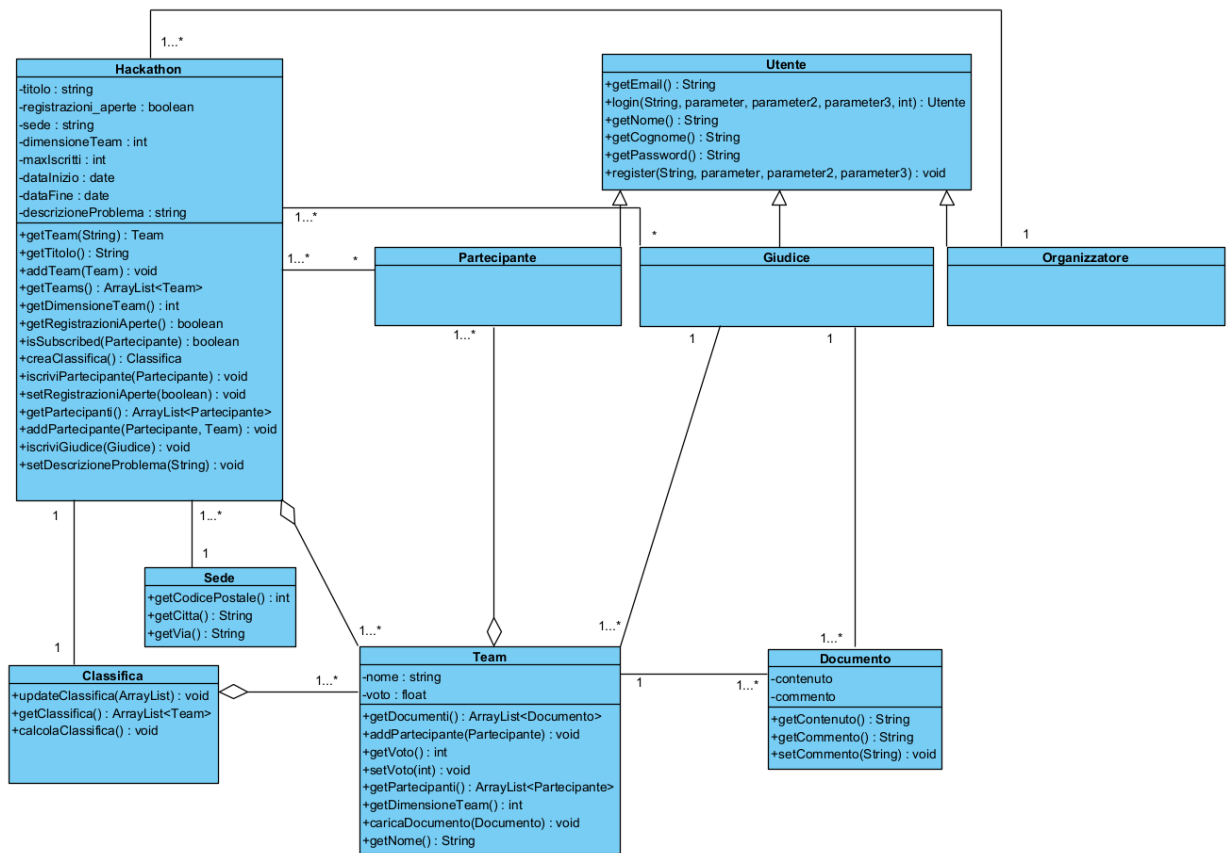 1...*
Hackathon
-titolo : string
-registrazioni_aperte : boolean
-sede : string
-dimensioneTeam : int
-maxIscritti : int
-dataInizio : date
-dataFine : date
-descrizioneProblema : string
+getTeam(String) : Team
+getTitolo() : String
+addTeam(Team) : void
+getTeams() : ArrayList<Team>
+getDimensioneTeam() : int
+getRegistrazioniAperte() : boolean
+isSubscribed(Partecipante) : boolean
+creaClassifica() : Classifica
+iscriviPartecipante(Partecipante) : void
+setRegistrazioniAperte(boolean) : void
+getPartecipanti() : ArrayList<Partecipante>
+addPartecipante(Partecipante, Team) : void
+iscriviGiudice(Giudice) : void
+setDescrizioneProblema(String) : void
Utente
+getEmail() : String
+login(String, parameter, parameter2, parameter3, int) : Utente
+getNome() : String
+getCognome() : String
+getPassword() : String
+register(String, parameter, parameter2, parameter3) : void
1...*
*
1
1...*
*
Partecipante
Giudice
Organizzatore
1...*
1
1
1
1...*
1
Sede
+getCodicePostale() : int
+getCitta() : String
+getVia() : String
1
1...*
1...*
1...*
Classifica
+updateClassifica(ArrayList) : void
+getClassifica() : ArrayList<Team>
+calcolaClassifica() : void
1...*
Team
-nome : string
-voto : float
+getDocumenti() : ArrayList<Documento>
+addPartecipante(Partecipante) : void
+getVoto() : int
+setVoto(int) : void
+getPartecipanti() : ArrayList<Partecipante>
+getDimensioneTeam() : int
+caricaDocumento(Documento) : void
+getNome() : String
1
1...*
Documento
-contenuto
-commento
+getContenuto() : String
+getCommento() : String
+setCommento(String) : void